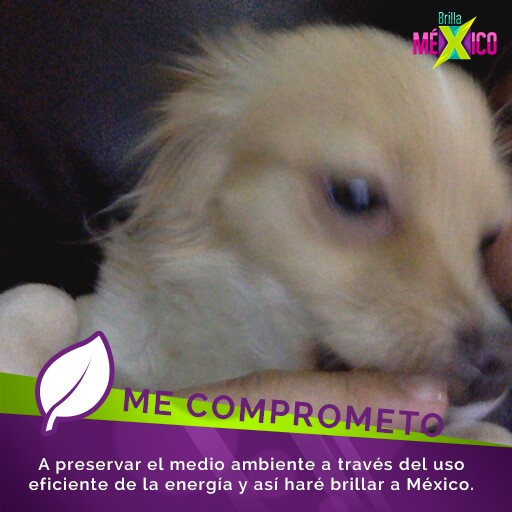 Brilla
MÉXICO
ME COMPROMETO
A preservar el medio ambiente a través del uso
eficiente de la energía y así haré brillar a México.